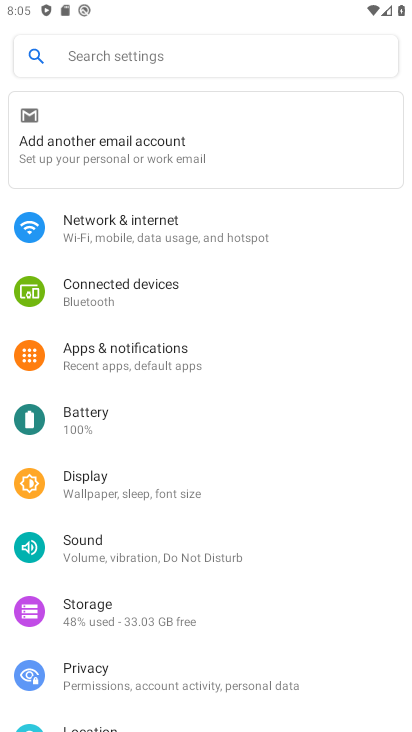 8:05
Search settings
Add another email account
Set up your personal or work email
Network & internet
Wi-Fi, mobile, data usage, and hotspot
Connected devices
Bluetooth
Apps & notifications
Recent apps, default apps
Battery
100%
Display
Wallpaper, sleep, font size
Sound
Volume, vibration, Do Not Disturb
Storage
48% used - 33.03 GB free
Privacy
Permissions, account activity, personal data
Location